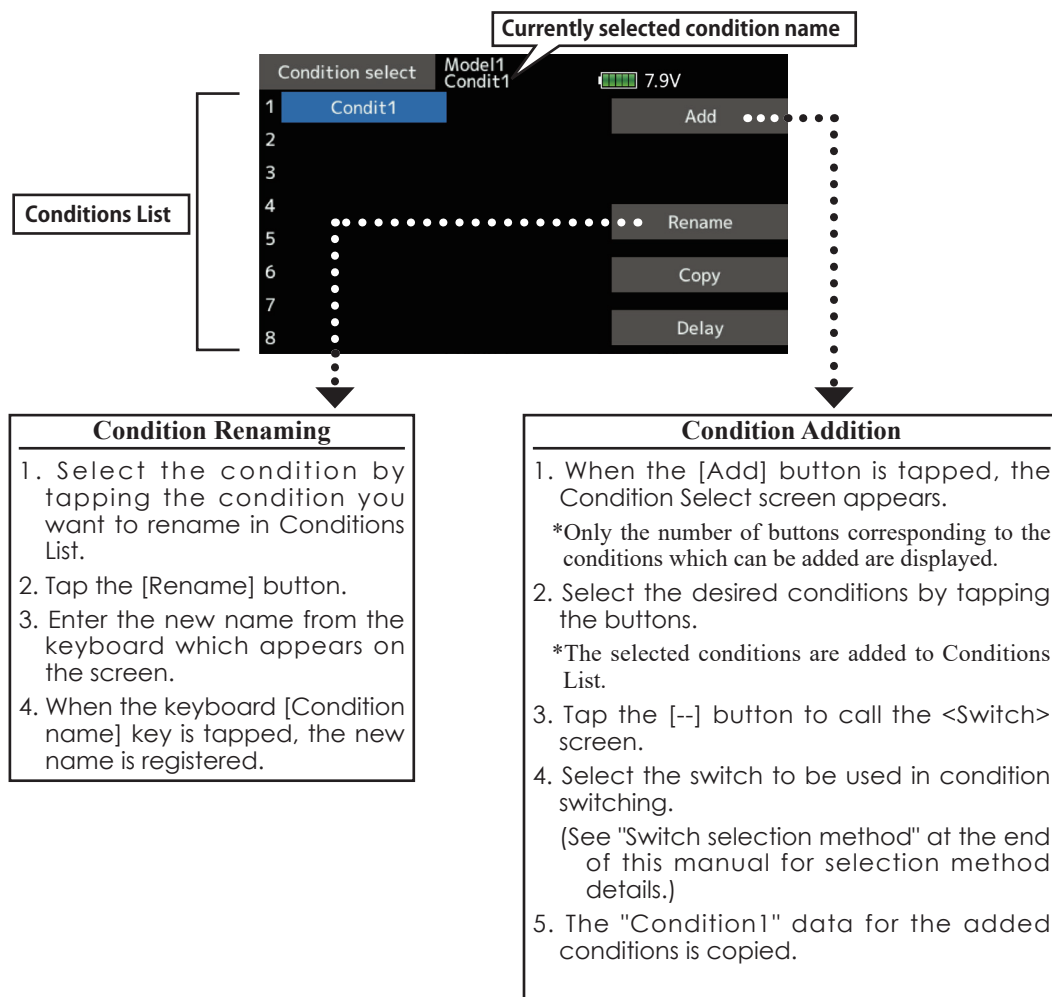 Currently selected condition name
Condition select
Model1
Condit1
7.9V
1 Condit1
Add
2
3
Conditions List
4
Rename
5
6
Copy
7
Delay
8
Condition Renaming
1. Select the condition by
tapping the condition you
want to rename in Conditions
List.
2. Tap the [Rename] button.
3. Enter the new name from the
keyboard which appears on
the screen.
4. When the keyboard [Condition
name] key is tapped, the new
name is registered.
Condition Addition
1. When the [Add] button is tapped, the
Condition Select screen appears.
*Only the number of buttons corresponding to the
conditions which can be added are displayed.
2. Select the desired conditions by tapping
the buttons.
*The selected conditions are added to Conditions
List.
3. Tap the [--] button to call the <Switch>
screen.
4. Select the switch to be used in condition
switching.
(See "Switch selection method" at the end
of this manual for selection method
details.)
5. The "Condition1" data for the added
conditions is copied.